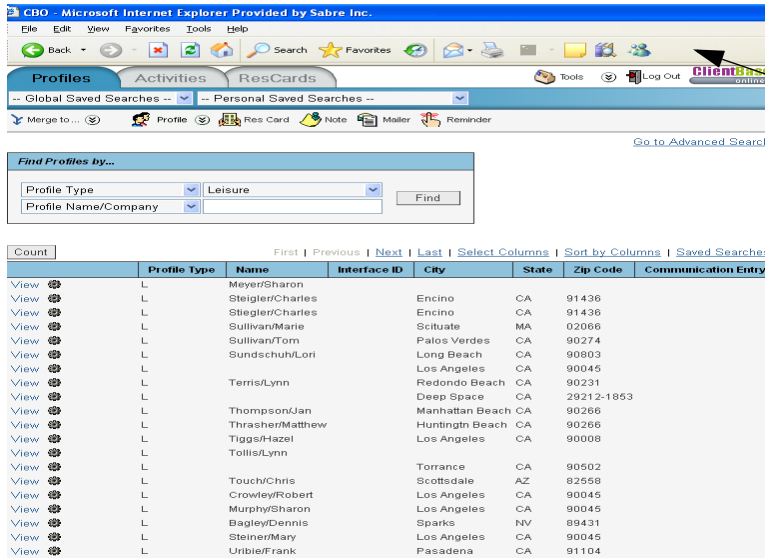 CBO - Microsoft Internet Explorer Provided by Sabre Inc.
File Edit View Favorites Tools Help
Back Search Favorites
Profiles Activities ResCards Tools Log Out ClientBase
online
-- Global Saved Searches -- -- Personal Saved Searches --
Merge to ... Profile Res Card Note Mailer Reminder
Go to Advanced Search
Find Profiles by...
Profile Type Leisure
Find
Profile Name/Company
Count First | Previous | Next | Last | Select Columns | Sort by Columns | Saved Searches
Profile Type Name Interface ID City State Zip Code Communication Entry
View L Meyer/Sharon
View L Steigler/Charles Encino CA 91436
View L Stiegler/Charles Encino CA 91436
View L Sullivan/Marie Scituate MA 02066
View L Sullivan/Tom Palos Verdes CA 90274
View L Sundschuh/Lori Long Beach CA 90803
View L Los Angeles CA 90045
View L Terris/Lynn Redondo Beach CA 90231
View L Deep Space CA 29212-1853
View L Thompson/Jan Manhattan Beach CA 90266
View L Thrasher/Matthew Huntingtn Beach CA 90266
View L Tiggs/Hazel Los Angeles CA 90008
View L Tollis/Lynn
View L Torrance CA 90502
View L Touch/Chris Scottsdale AZ 82558
View L Crowley/Robert Los Angeles CA 90045
View L Murphy/Sharon Los Angeles CA 90045
View L Bagley/Dennis Sparks NV 89431
View L Steiner/Mary Los Angeles CA 90045
View L Uribie/Frank Pasadena CA 91104